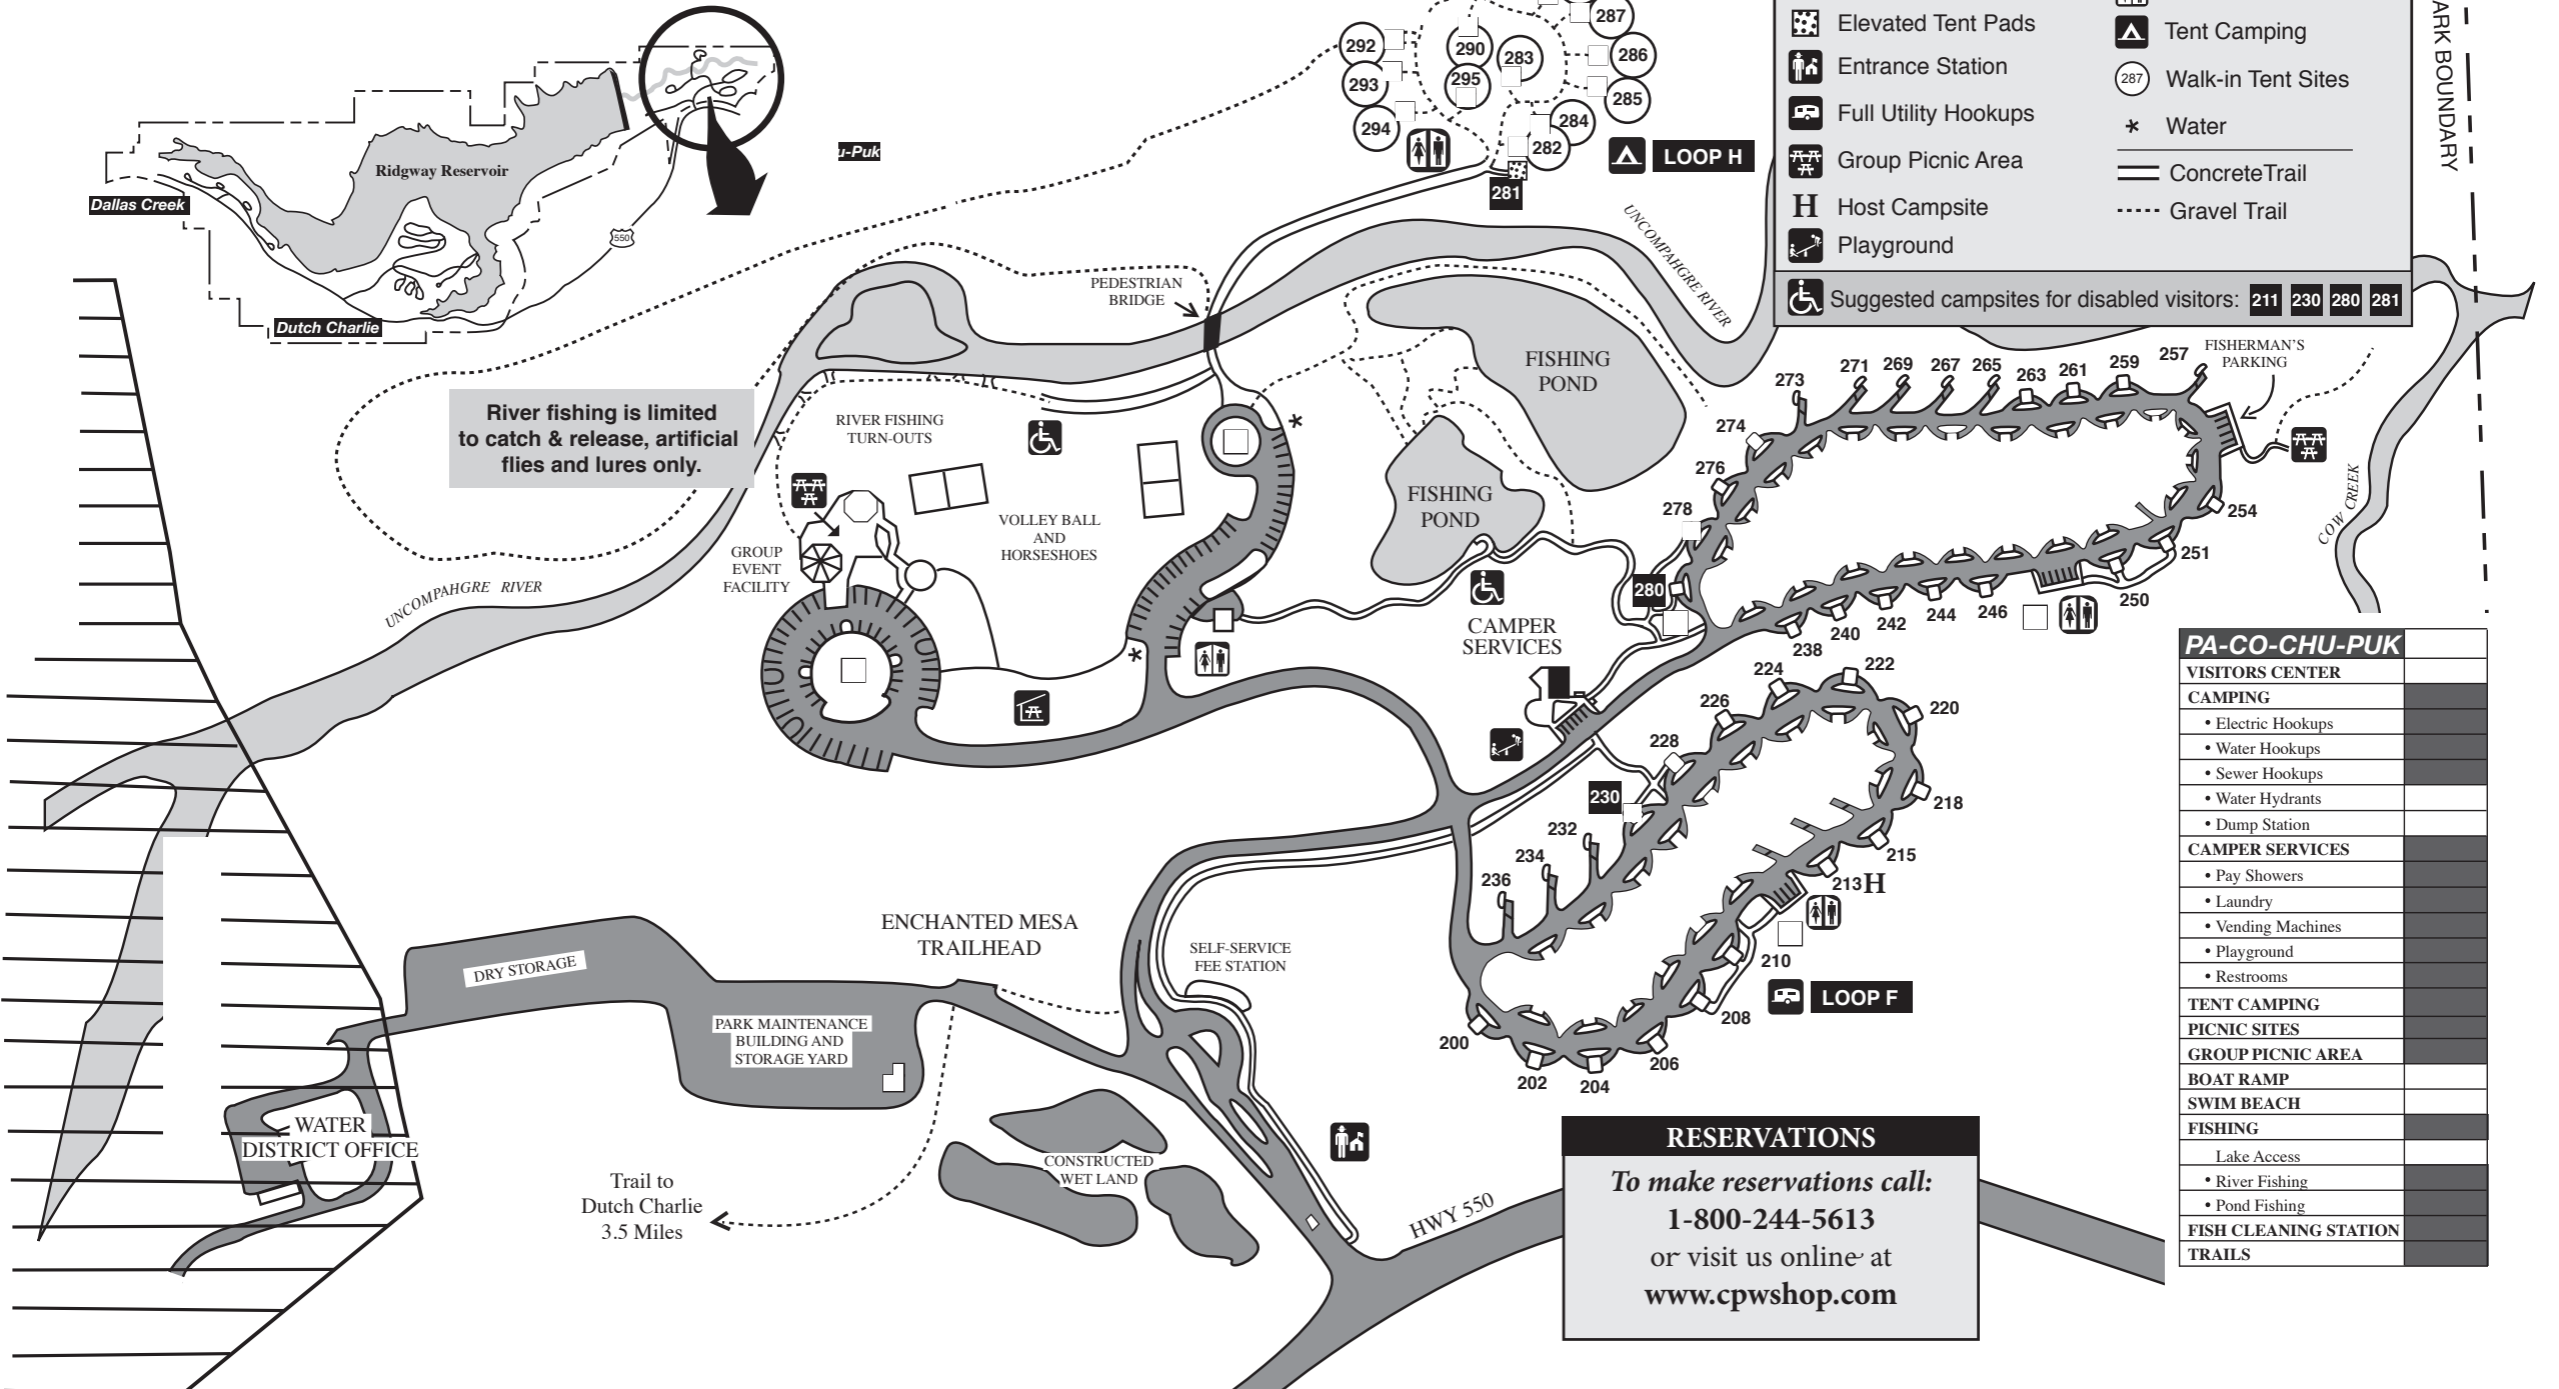 Ridgway Reservoir
Dallas Creek
Dutch Charlie
550
u-Puk
287
292
290
283
286
293
295
285
294
284
282
LOOP H
281
Elevated Tent Pads
Entrance Station
Full Utility Hookups
Group Picnic Area
H Host Campsite
Playground
Tent Camping
287 Walk-in Tent Sites
* Water
ConcreteTrail
Gravel Trail
Suggested campsites for disabled visitors: 211 230 280 281
ARK BOUNDARY
UNCOMPAHGRE RIVER
PEDESTRIAN
BRIDGE
FISHING
POND
FISHING
POND
River fishing is limited
to catch & release, artificial
flies and lures only.
RIVER FISHING
TURN-OUTS
*
VOLLEY BALL
AND
HORSESHOES
GROUP
EVENT
FACILITY
UNCOMPAHGRE RIVER
*
FISHERMAN'S
PARKING
273
271
269
267
265
263
261
259
257
274
276
278
280
254
251
250
246
244
242
240
238
COW CREEK
CAMPER
SERVICES
224
222
226
220
228
218
230
232
215
234
213 H
236
210
208
LOOP F
200
202
204
206
ENCHANTED MESA
TRAILHEAD
SELF-SERVICE
FEE STATION
DRY STORAGE
PARK MAINTENANCE
BUILDING AND
STORAGE YARD
WATER
DISTRICT OFFICE
Trail to
Dutch Charlie
3.5 Miles
CONSTRUCTED
WET LAND
HWY 550
RESERVATIONS
To make reservations call:
1-800-244-5613
or visit us online at
www.cpwshop.com
PA-CO-CHU-PUK
VISITORS CENTER
CAMPING
• Electric Hookups
• Water Hookups
• Sewer Hookups
• Water Hydrants
• Dump Station
CAMPER SERVICES
• Pay Showers
• Laundry
• Vending Machines
• Playground
• Restrooms
TENT CAMPING
PICNIC SITES
GROUP PICNIC AREA
BOAT RAMP
SWIM BEACH
FISHING
Lake Access
• River Fishing
• Pond Fishing
FISH CLEANING STATION
TRAILS